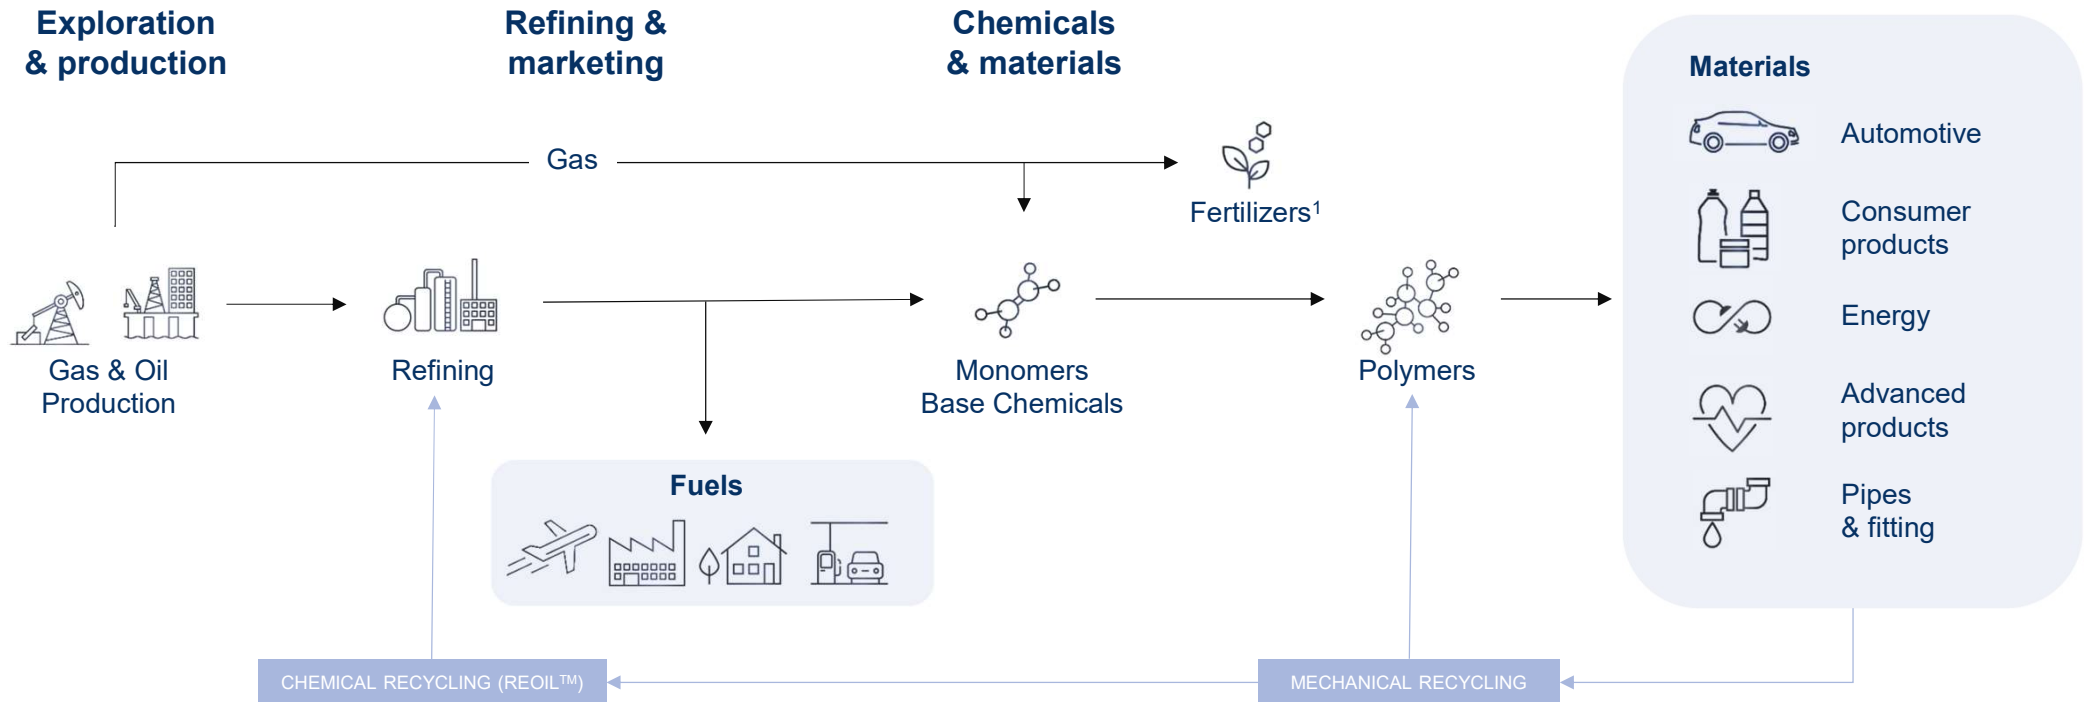 Exploration
& production
Refining &
marketing
Chemicals
& materials
Materials
Automotive
Gas
Fertilizers¹
Consumer
products
Energy
Gas & Oil
Production
Refining
Monomers
Base Chemicals
Polymers
Advanced
products
Fuels
Pipes
& fitting
CHEMICAL RECYCLING (REOIL™)
MECHANICAL RECYCLING